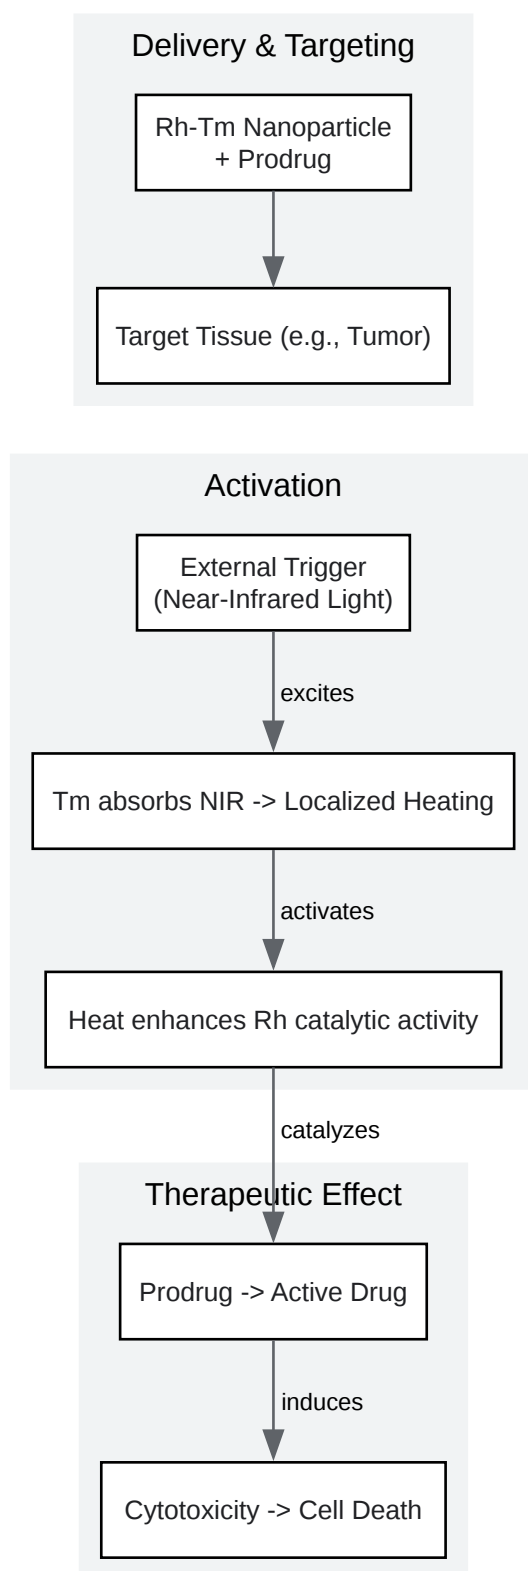 Delivery & Targeting
Rh-Tm Nanoparticle
+ Prodrug
Target Tissue (e.g., Tumor)
Activation
External Trigger
(Near-Infrared Light)
excites
Tm absorbs NIR -> Localized Heating
activates
Heat enhances Rh catalytic activity
catalyzes
Therapeutic Effect
Prodrug -> Active Drug
induces
Cytotoxicity -> Cell Death